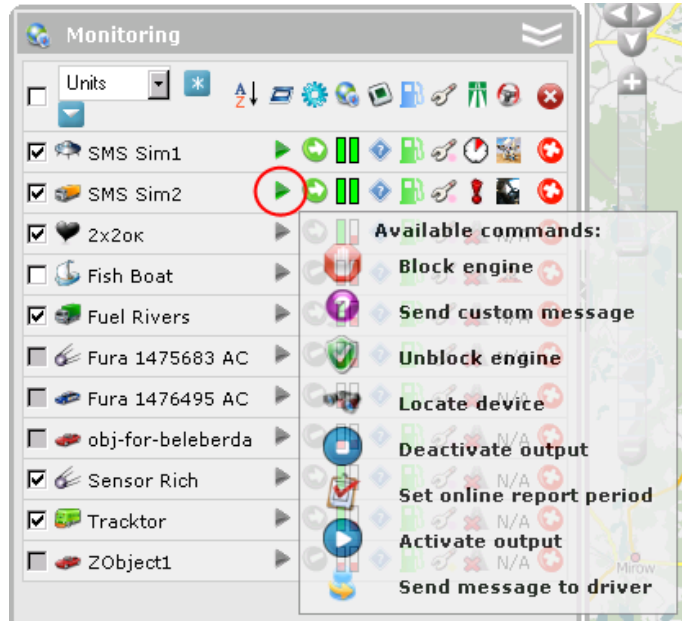 Monitoring
Units
A
Z
SMS Sim1
SMS Sim2
2x2ок
Fish Boat
Fuel Rivers
Fura 1475683 AC
Fura 1476495 AC
obj-for-beleberda
Sensor Rich
Tracktor
ZObject1
Available commands:
Block engine
Send custom message
Unblock engine
Locate device
Deactivate output
Set online report period
Activate output
Send message to driver
N/A
N/A
N/A
N/A
N/A
Mirow